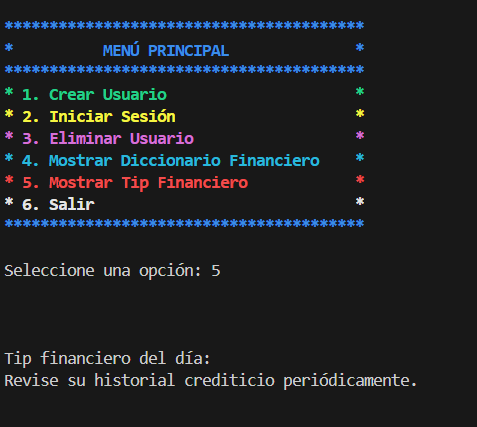 ****************************************
*          MENÚ PRINCIPAL              *
****************************************
* 1. Crear Usuario                     *
* 2. Iniciar Sesión                    *
* 3. Eliminar Usuario                  *
* 4. Mostrar Diccionario Financiero    *
* 5. Mostrar Tip Financiero            *
* 6. Salir                             *
****************************************
Seleccione una opción: 5
Tip financiero del día:
Revise su historial crediticio periódicamente.